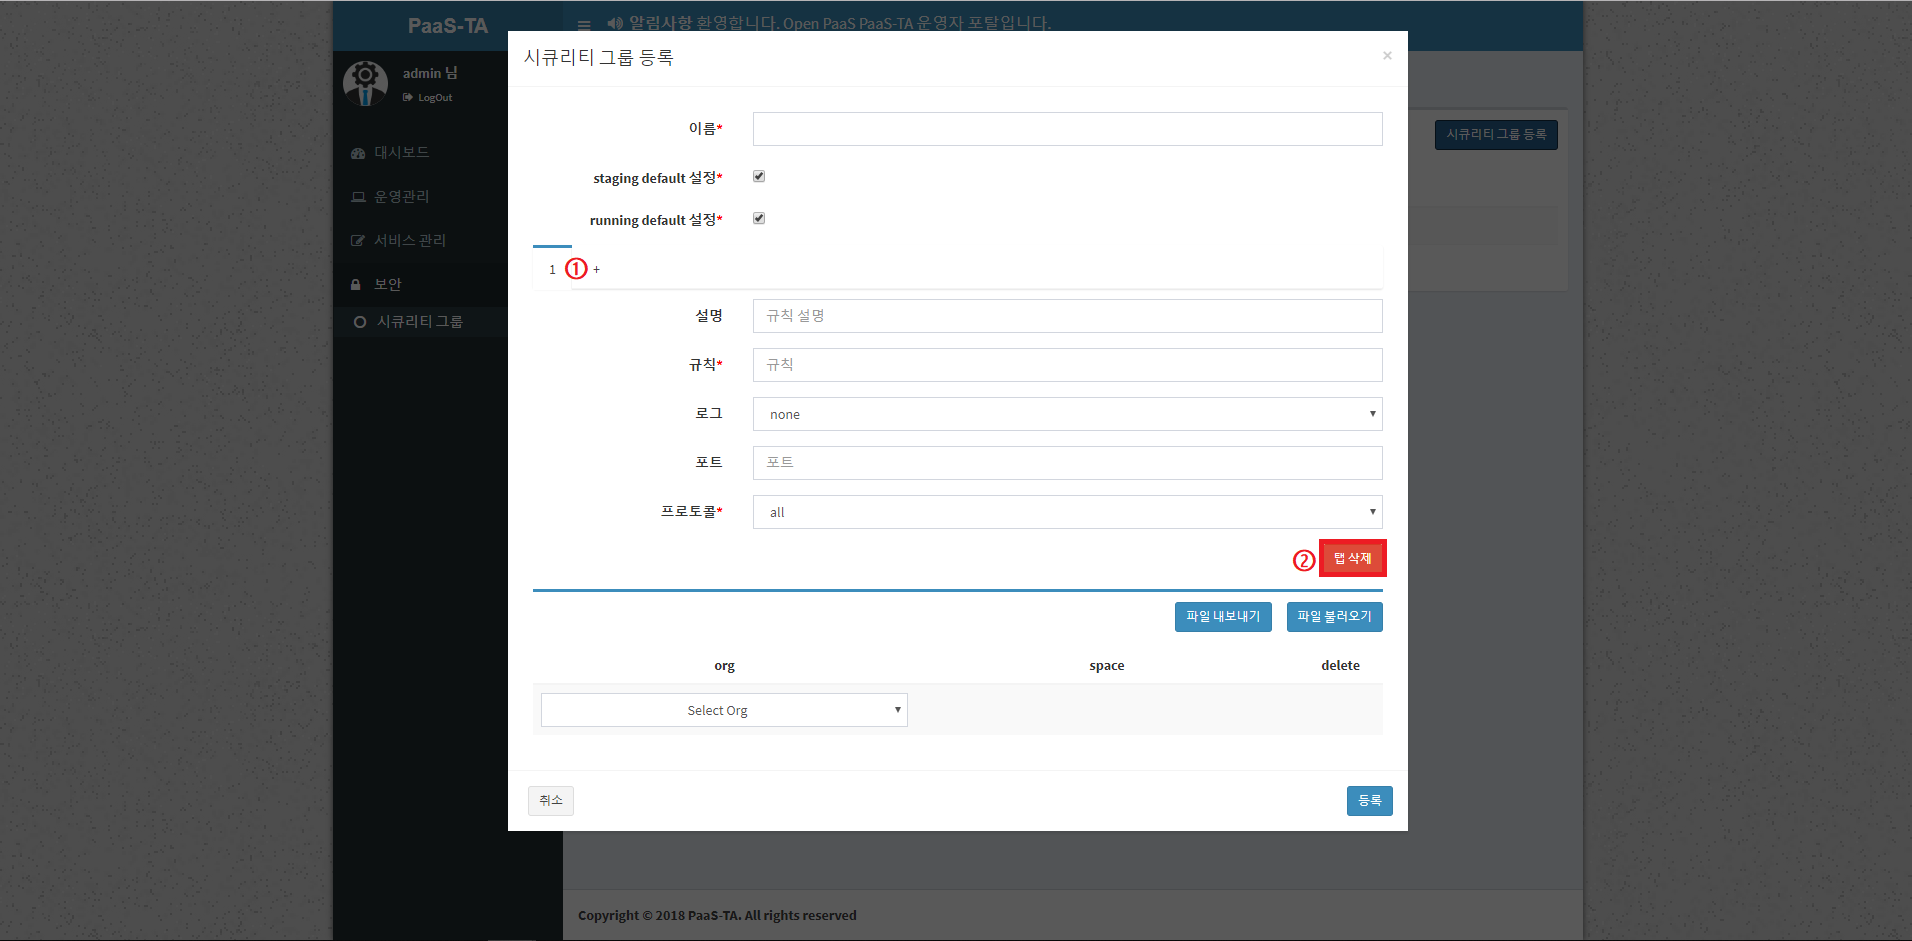 PaaS-TA
알림사항 환영합니다. Open PaaS PaaS-TA 운영자 포탈입니다.
admin 님
LogOut
대시보드
운영관리
서비스 관리
보안
시큐리티 그룹
시큐리티 그룹 등록
시큐리티 그룹 등록
×
이름*
staging default 설정*
running default 설정*
1 ① +
설명 규칙 설명
규칙* 규칙
로그 none
포트 포트
프로토콜* all
② 탭 삭제
파일 내보내기 파일 불러오기
org space delete
Select Org
취소 등록
Copyright © 2018 PaaS-TA. All rights reserved